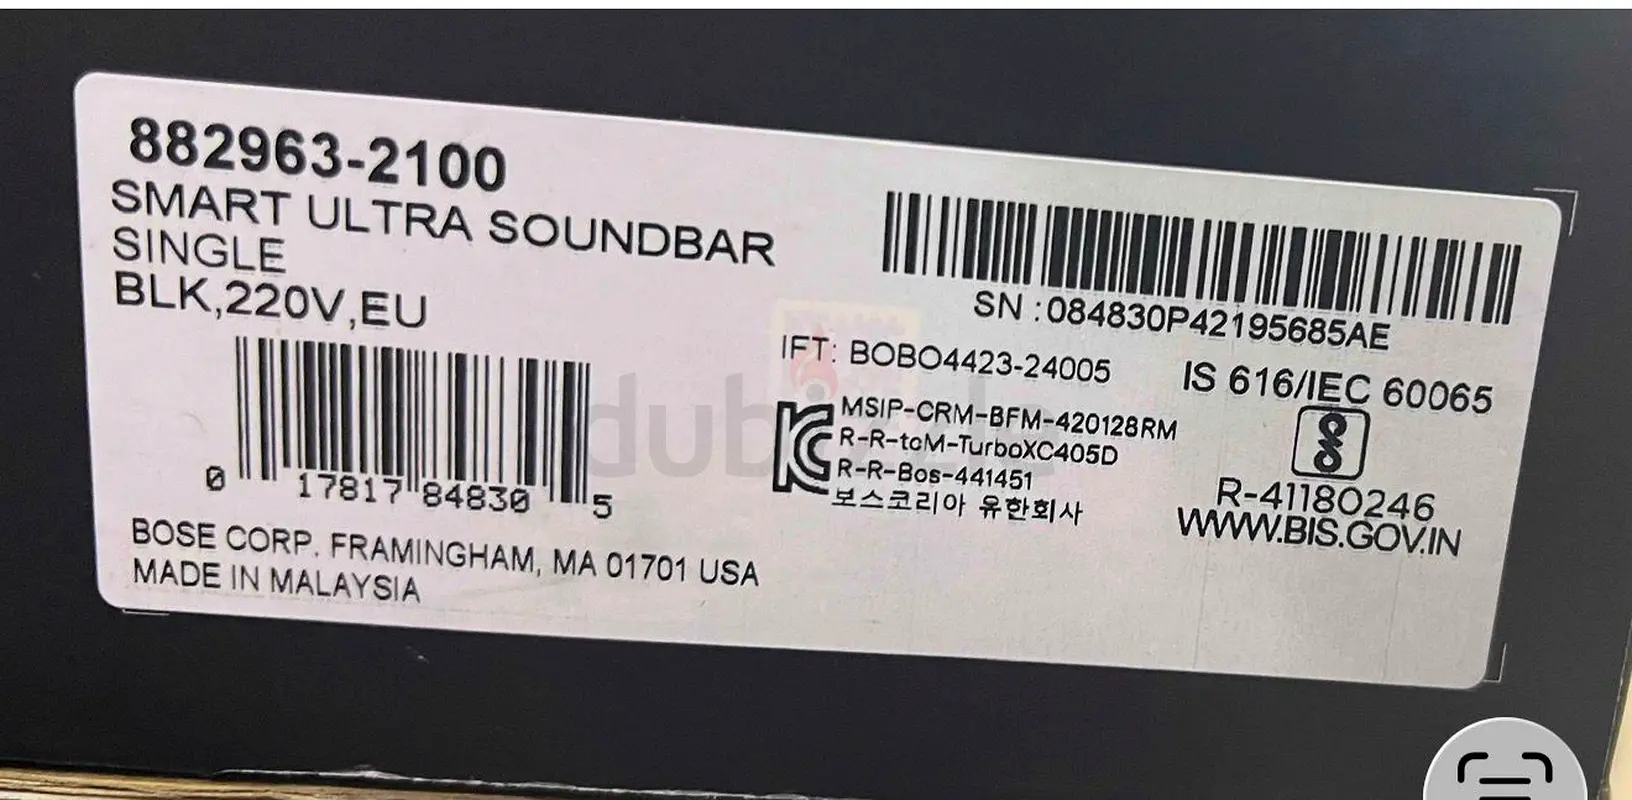 882963-2100
SMART ULTRA SOUNDBAR
SINGLE
BLK,220V,EU
0 17817 84830 5
BOSE CORP. FRAMINGHAM, MA 01701 USA
MADE IN MALAYSIA
SN :084830P42195685AE
IFT: BOBO4423-24005
IS 616/IEC 60065
MSIP-CRM-BFM-420128RM
R-R-tcM-TurboXC405D
R-R-Bos-441451
보스코리아 유한회사
R-41180246
WWW.BIS.GOV.IN
dubizzle